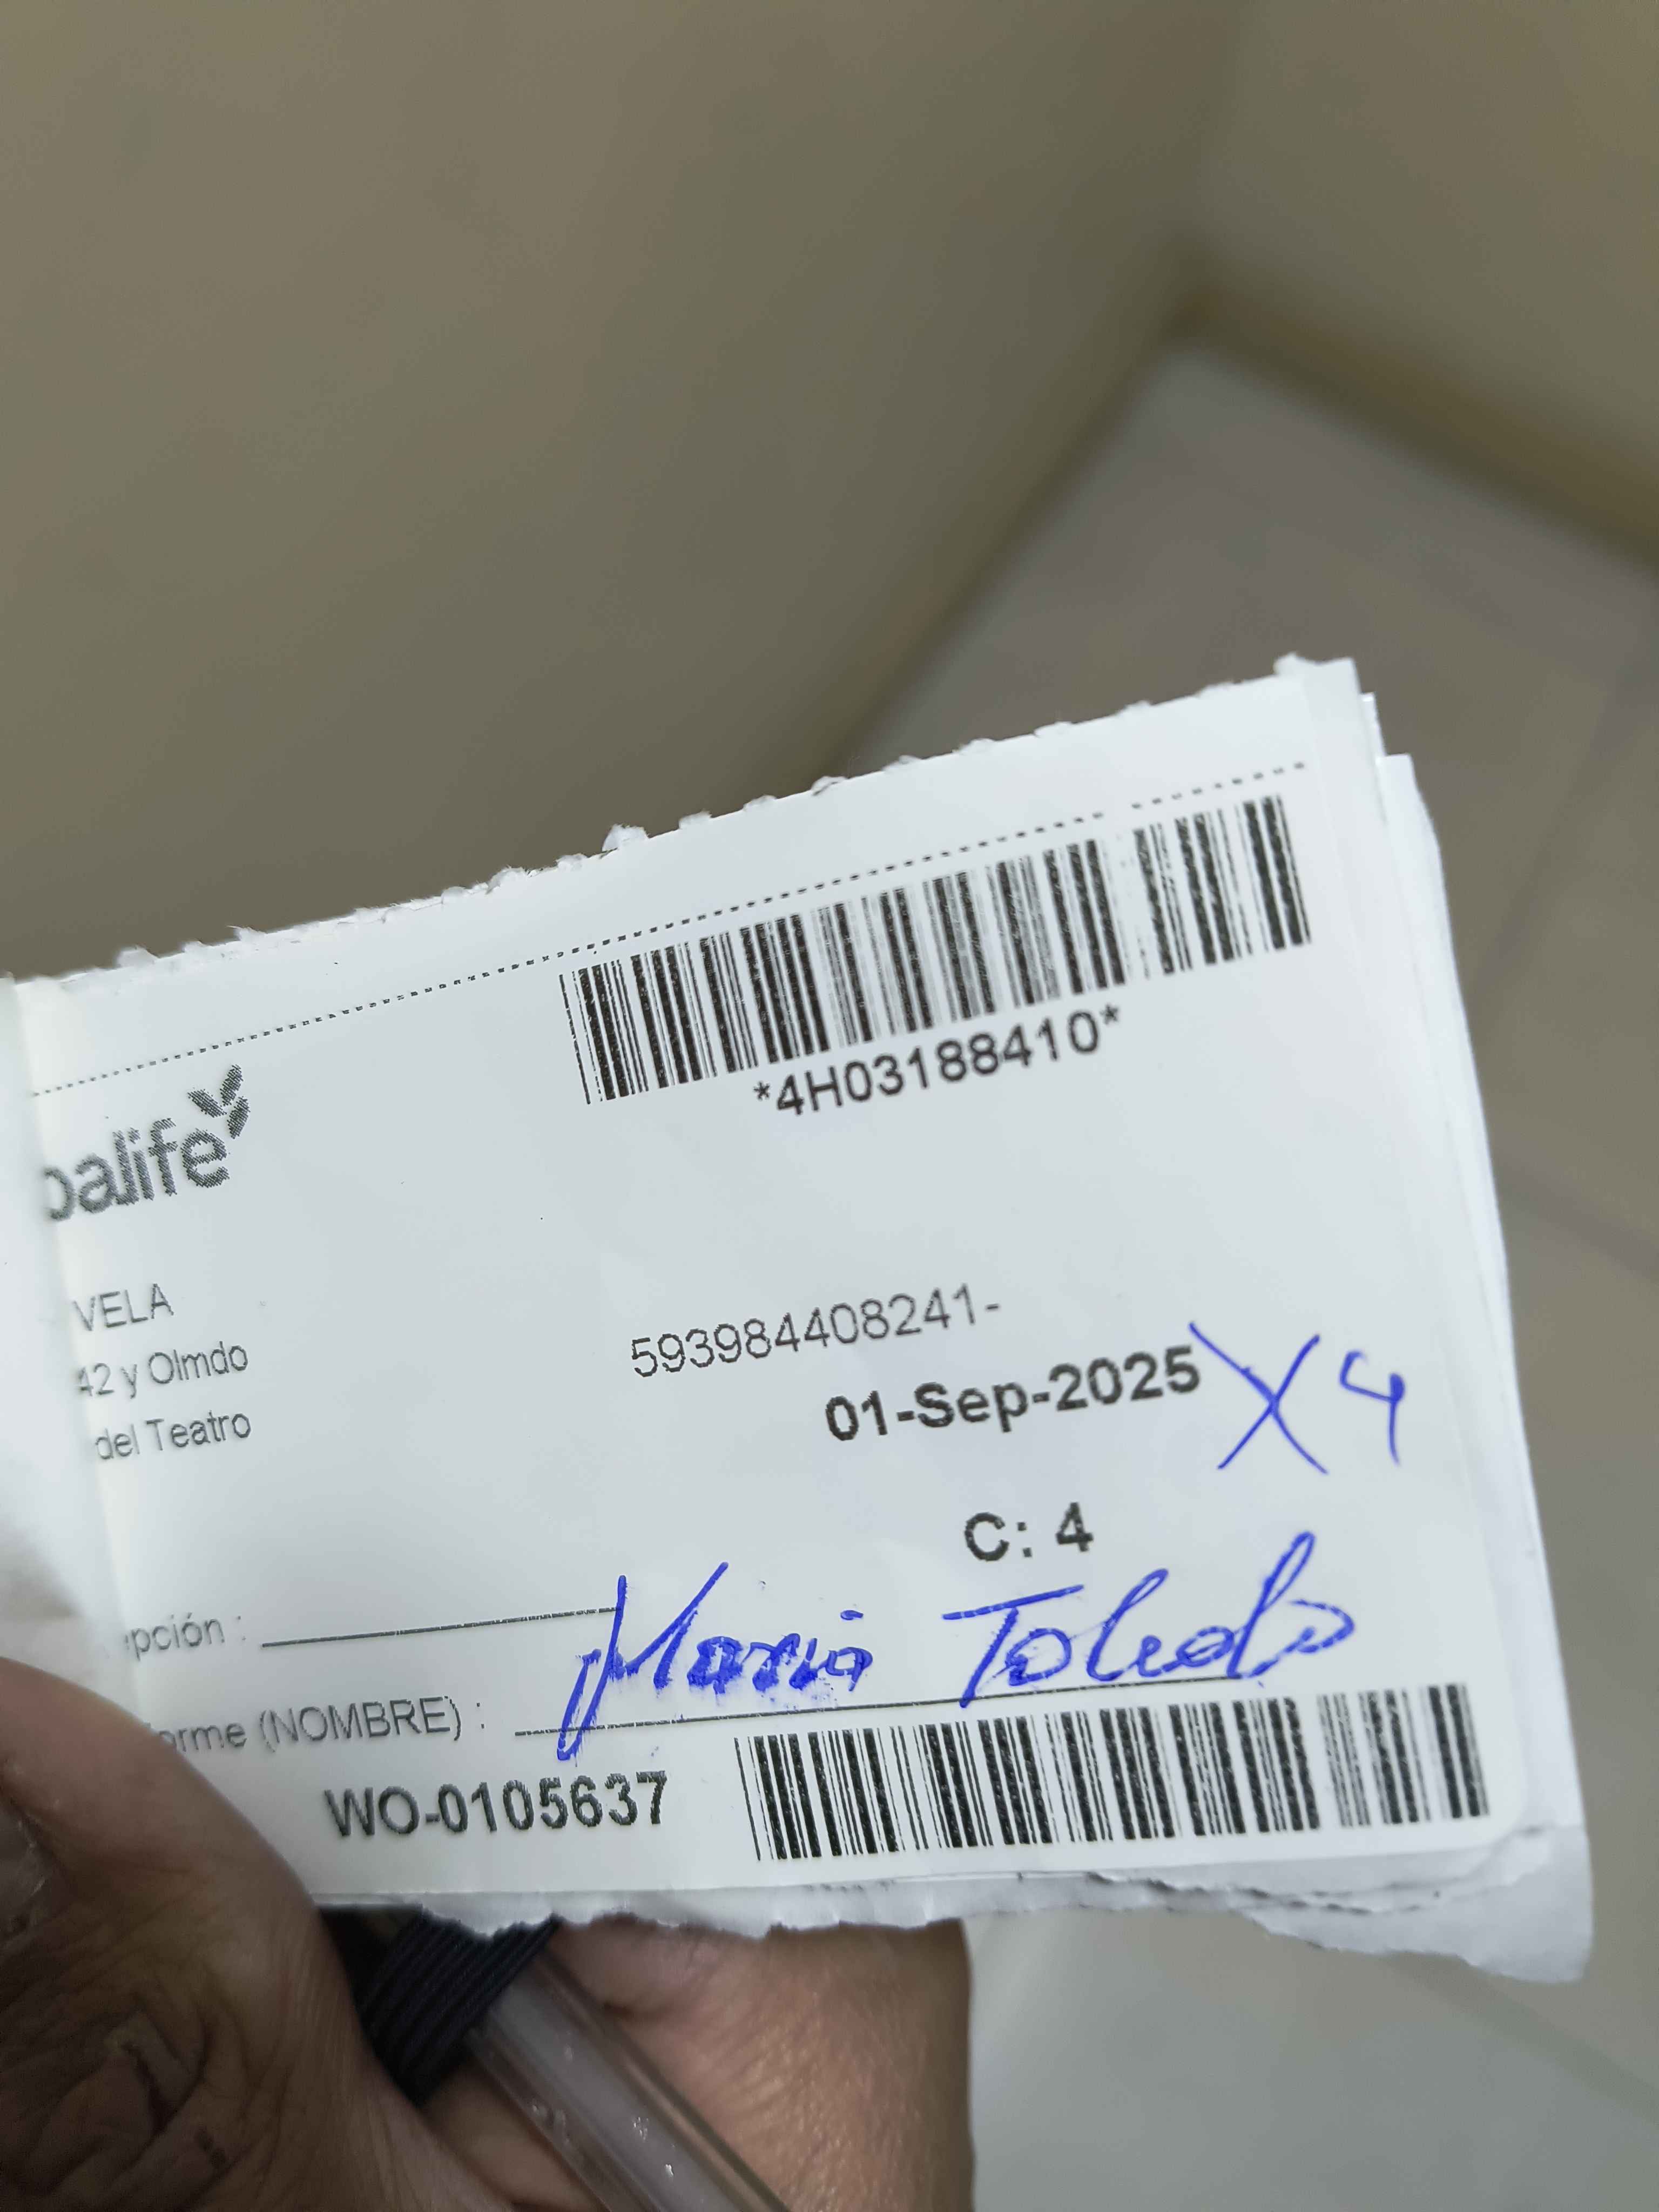 *4H03188410*
balife
VELA
593984408241-
42 y Olmdo
01-Sep-2025 X4
del Teatro
C: 4
pción :
Maria Toledo
orme (NOMBRE) :
WO-0105637